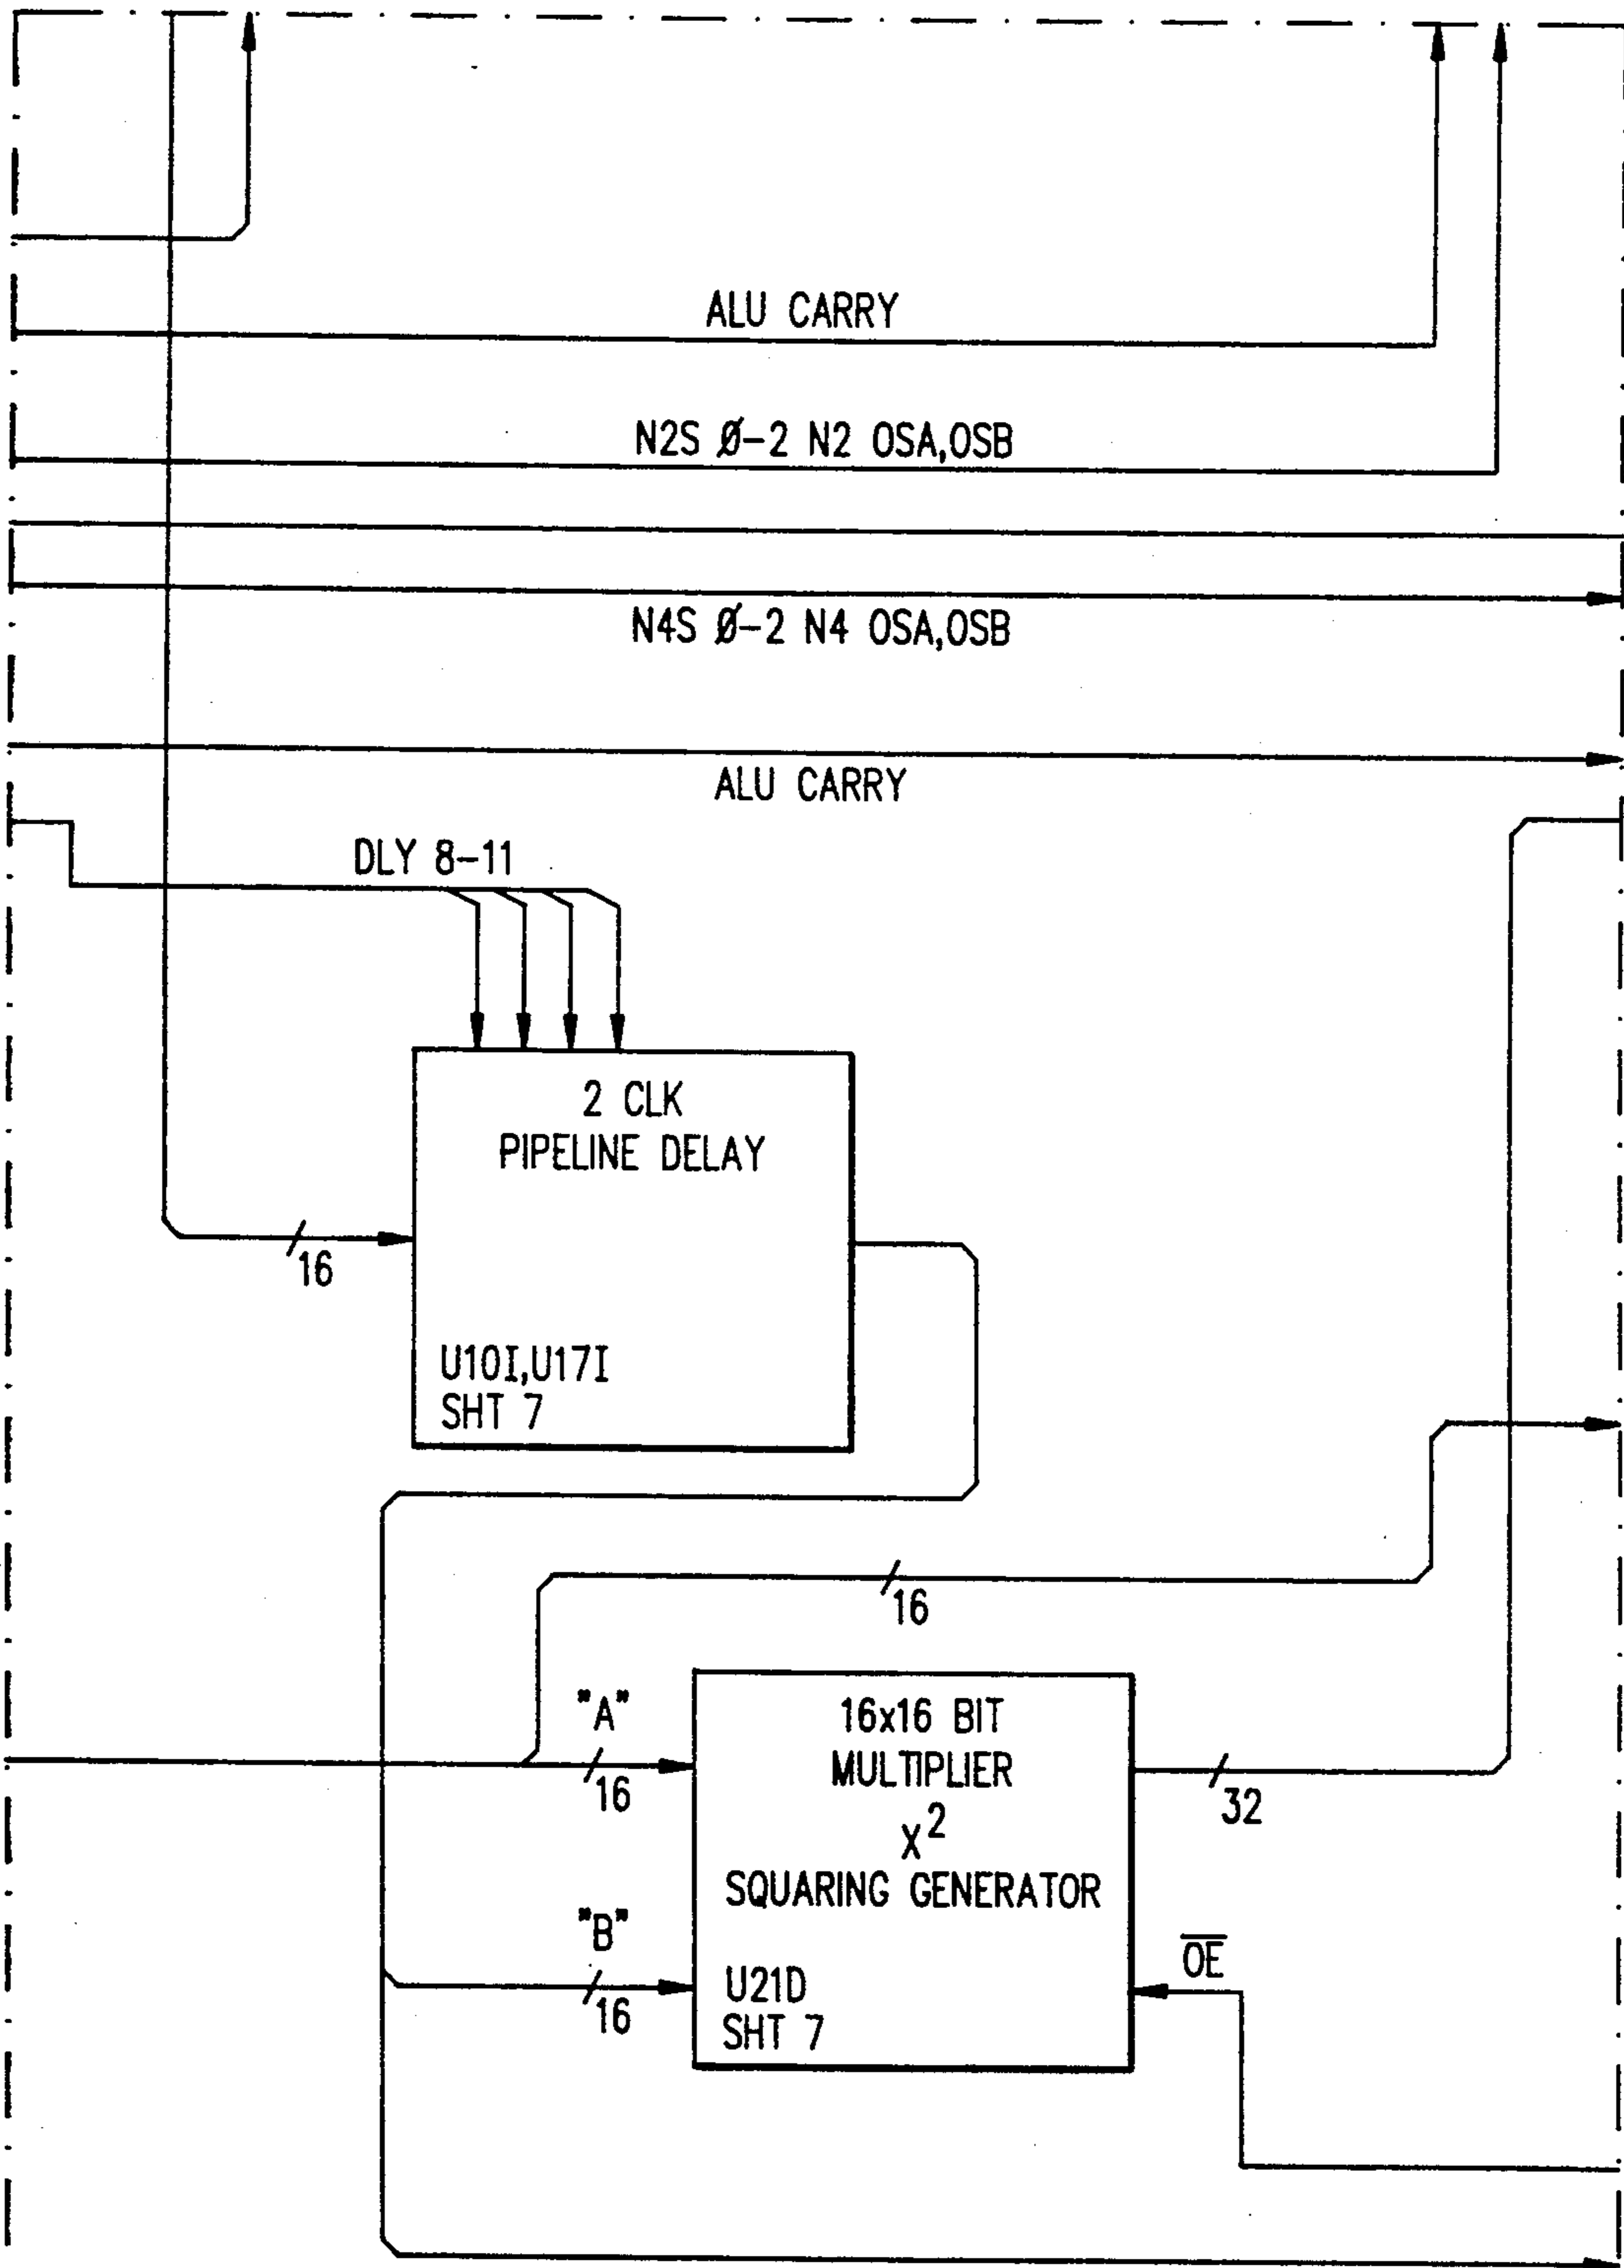 ALU CARRY
N2S Ø-2 N2 OSA,OSB
N4S Ø-2 N4 OSA,OSB
ALU CARRY
DLY 8-11
2 CLK
PIPELINE DELAY
16
U10I,U17I
SHT 7
16
"A"
16
16x16 BIT
MULTIPLIER
X²
SQUARING GENERATOR
32
"B"
16
U21D
SHT 7
O̅E̅